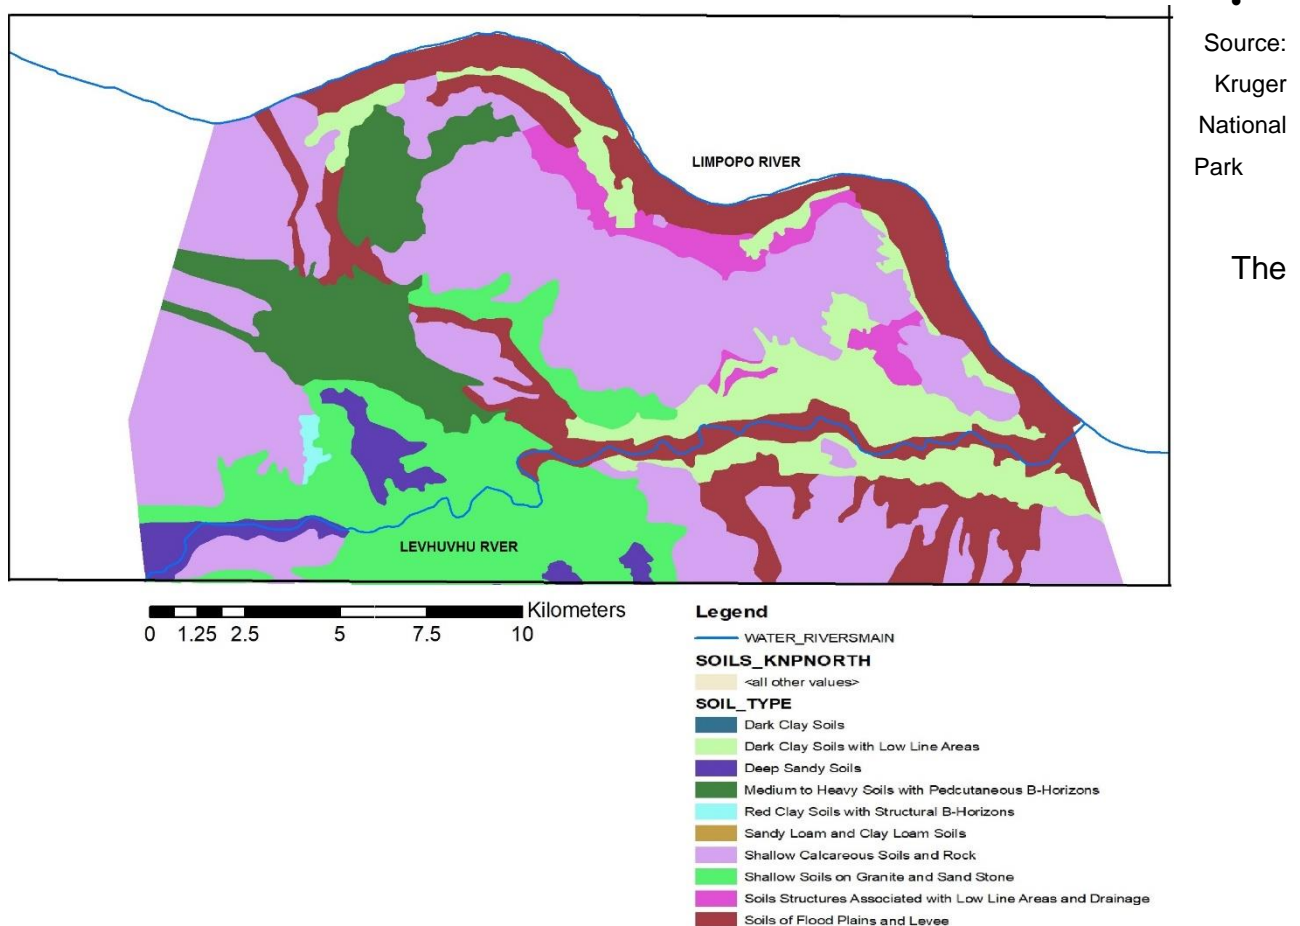 •
Source:
Kruger
National
Park
The
LIMPOPO RIVER
LEVHUVHU RVER
Kilometers
0 1.25 2.5 5 7.5 10
Legend
WATER_RIVERSMAIN
SOILS_KNPNORTH
<all other values>
SOIL_TYPE
Dark Clay Soils
Dark Clay Soils with Low Line Areas
Deep Sandy Soils
Medium to Heavy Soils with Pedcutaneous B-Horizons
Red Clay Soils with Structural B-Horizons
Sandy Loam and Clay Loam Soils
Shallow Calcareous Soils and Rock
Shallow Soils on Granite and Sand Stone
Soils Structures Associated with Low Line Areas and Drainage
Soils of Flood Plains and Levee